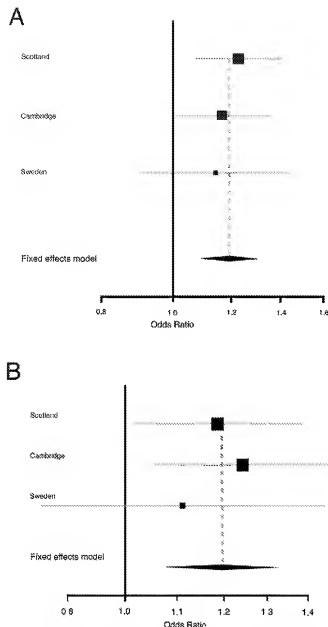 A
Scotland
Cambridge
Sweden
Fixed effects model
0.8 1.0 1.2 1.4 1.6
Odds Ratio
B
Scotland
Cambridge
Sweden
Fixed effects model
0.8 1.0 1.1 1.2 1.3 1.4
Odds Ratio